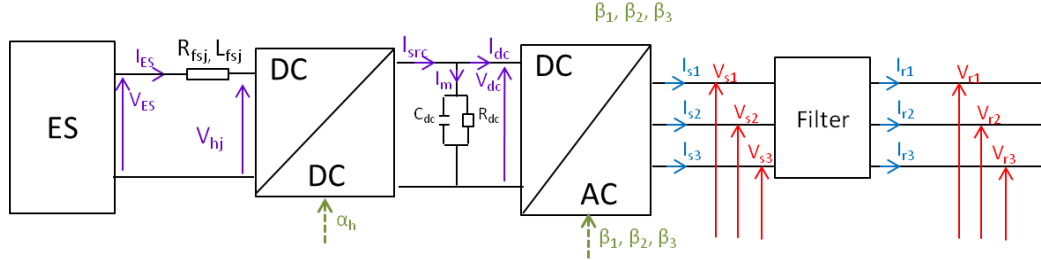 β1, β2, β3
ES
IES
Rfsj, Lfsj
VES
Vhj
DC
DC
αh
Isrc
Im
Idc
Vdc
Cdc
Rdc
DC
AC
β1, β2, β3
Is1
Is2
Is3
Vs1
Vs2
Vs3
Filter
Ir1
Ir2
Ir3
Vr1
Vr2
Vr3